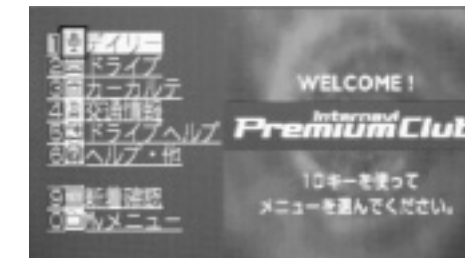 1 デイリー
2 ドライブ
3 カーカルテ
4 交通情報
5 ドライブヘルプ
6 ヘルプ・他
9 新着確認
0 Myメニュー
WELCOME!
internavi
Premium Club
10キーを使って
メニューを選んでください。